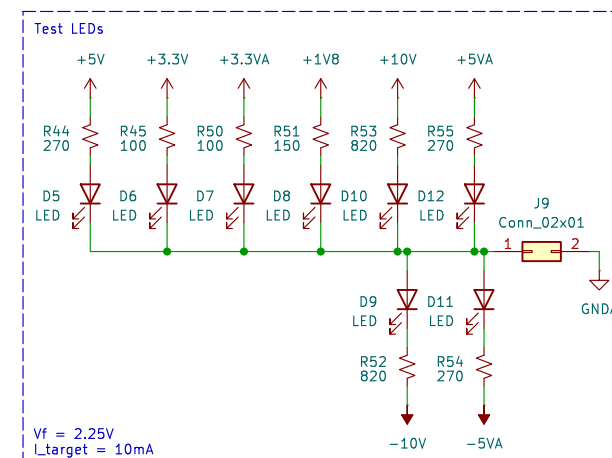 Test LEDs
+5V +3.3V +3.3VA +1V8 +10V +5VA
R44 R45 R50 R51 R53 R55
270 100 100 150 820 270
J9
D5 D6 D7 D8 D10 D12
LED LED LED LED LED LED
Conn_02x01
1 2
D9 D11
LED LED
GNDA
R52 R54
820 270
Vf = 2.25V
I_target = 10mA
-10V -5VA